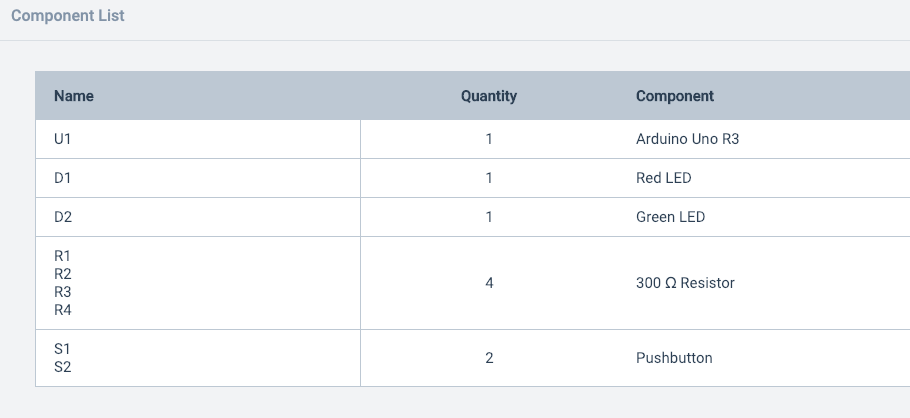 Component List
Name Quantity Component
U1 1 Arduino Uno R3
D1 1 Red LED
D2 1 Green LED
R1
R2
R3
R4
4 300 Ω Resistor
S1
S2
2 Pushbutton